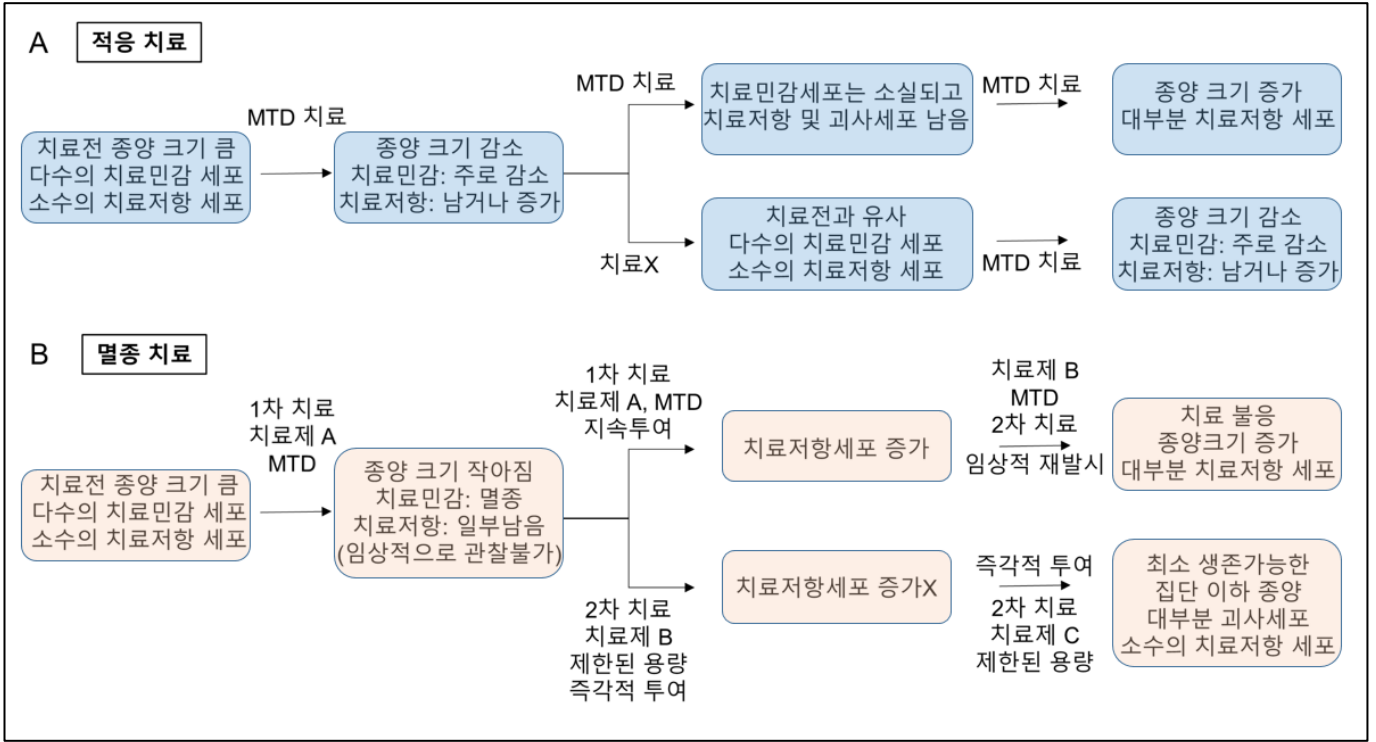 A 적응 치료
치료전 종양 크기 큼
다수의 치료민감 세포
소수의 치료저항 세포
MTD 치료
종양 크기 감소
치료민감: 주로 감소
치료저항: 남거나 증가
MTD 치료
치료민감세포는 소실되고
치료저항 및 괴사세포 남음
MTD 치료
종양 크기 증가
대부분 치료저항 세포
치료X
치료전과 유사
다수의 치료민감 세포
소수의 치료저항 세포
MTD 치료
종양 크기 감소
치료민감: 주로 감소
치료저항: 남거나 증가
B 멸종 치료
치료전 종양 크기 큼
다수의 치료민감 세포
소수의 치료저항 세포
1차 치료
치료제 A
MTD
종양 크기 작아짐
치료민감: 멸종
치료저항: 일부남음
(임상적으로 관찰불가)
1차 치료
치료제 A, MTD
지속투여
치료저항세포 증가
치료제 B
MTD
2차 치료
임상적 재발시
치료 불응
종양크기 증가
대부분 치료저항 세포
2차 치료
치료제 B
제한된 용량
즉각적 투여
치료저항세포 증가X
즉각적 투여
2차 치료
치료제 C
제한된 용량
최소 생존가능한
집단 이하 종양
대부분 괴사세포
소수의 치료저항 세포